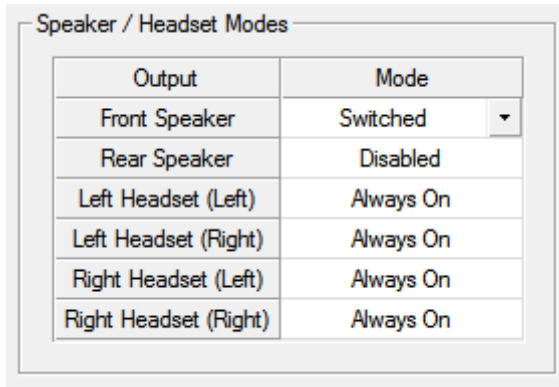 Speaker / Headset Modes
Output Mode
Front Speaker Switched
Rear Speaker Disabled
Left Headset (Left) Always On
Left Headset (Right) Always On
Right Headset (Left) Always On
Right Headset (Right) Always On